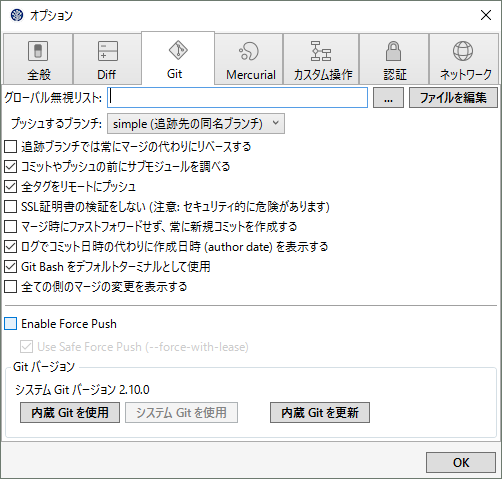 オプション
全般
Diff
Git
Mercurial
カスタム操作
認証
ネットワーク
グローバル無視リスト:
...
ファイルを編集
プッシュするブランチ: simple (追跡先の同名ブランチ)
追跡ブランチでは常にマージの代わりにリベースする
コミットやプッシュの前にサブモジュールを調べる
全タグをリモートにプッシュ
SSL証明書の検証をしない (注意: セキュリティ的に危険があります)
マージ時にファストフォワードせず、常に新規コミットを作成する
ログでコミット日時の代わりに作成日時 (author date) を表示する
Git Bash をデフォルトターミナルとして使用
全ての側のマージの変更を表示する
Enable Force Push
Use Safe Force Push (--force-with-lease)
Git バージョン
システム Git バージョン 2.10.0
内蔵 Git を使用
システム Git を使用
内蔵 Git を更新
OK